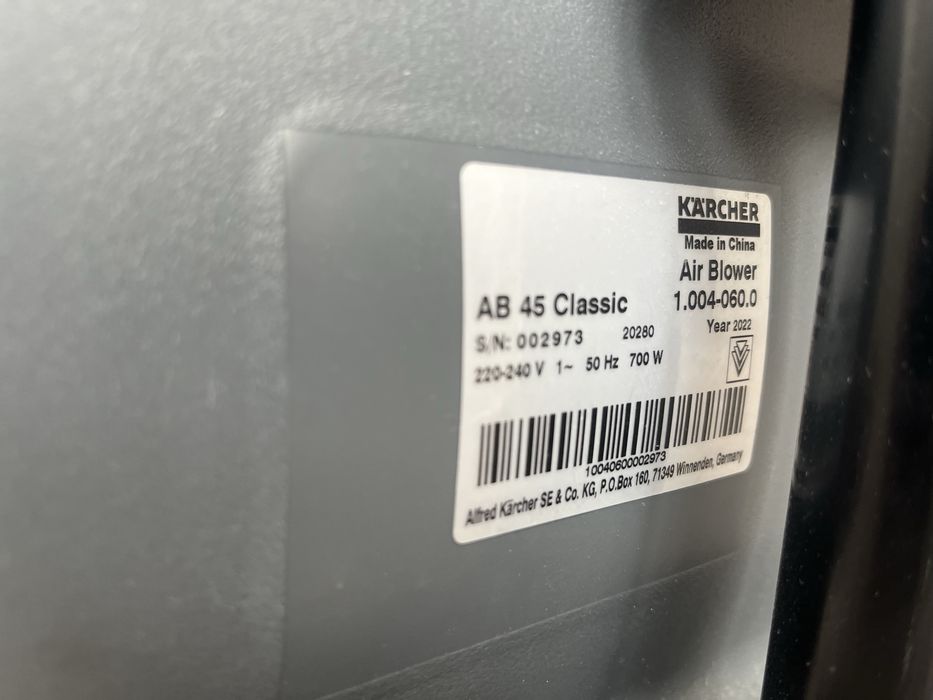 KÄRCHER
Made in China
Air Blower
AB 45 Classic 1.004-060.0
S/N: 002973 20280 Year 2022
220-240 V 1~ 50 Hz 700 W
10040600002973
Alfred Kärcher SE & Co. KG, P.O.Box 160, 71349 Winnenden, Germany